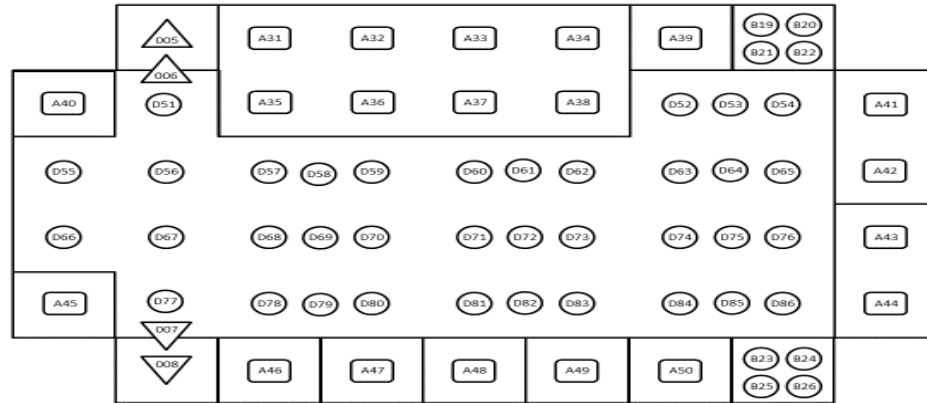 D05 A31 A32 A33 A34 A39 B19 B20
B21 B22
D06
A40 D51 A35 A36 A37 A38 D52 D53 D54 A41
D55 D56 D57 D58 D59 D60 D61 D62 D63 D64 D65 A42
D66 D67 D68 D69 D70 D71 D72 D73 D74 D75 D76 A43
A45 D77 D78 D79 D80 D81 D82 D83 D84 D85 D86 A44
D07
D08 A46 A47 A48 A49 A50 B23 B24
B25 B26